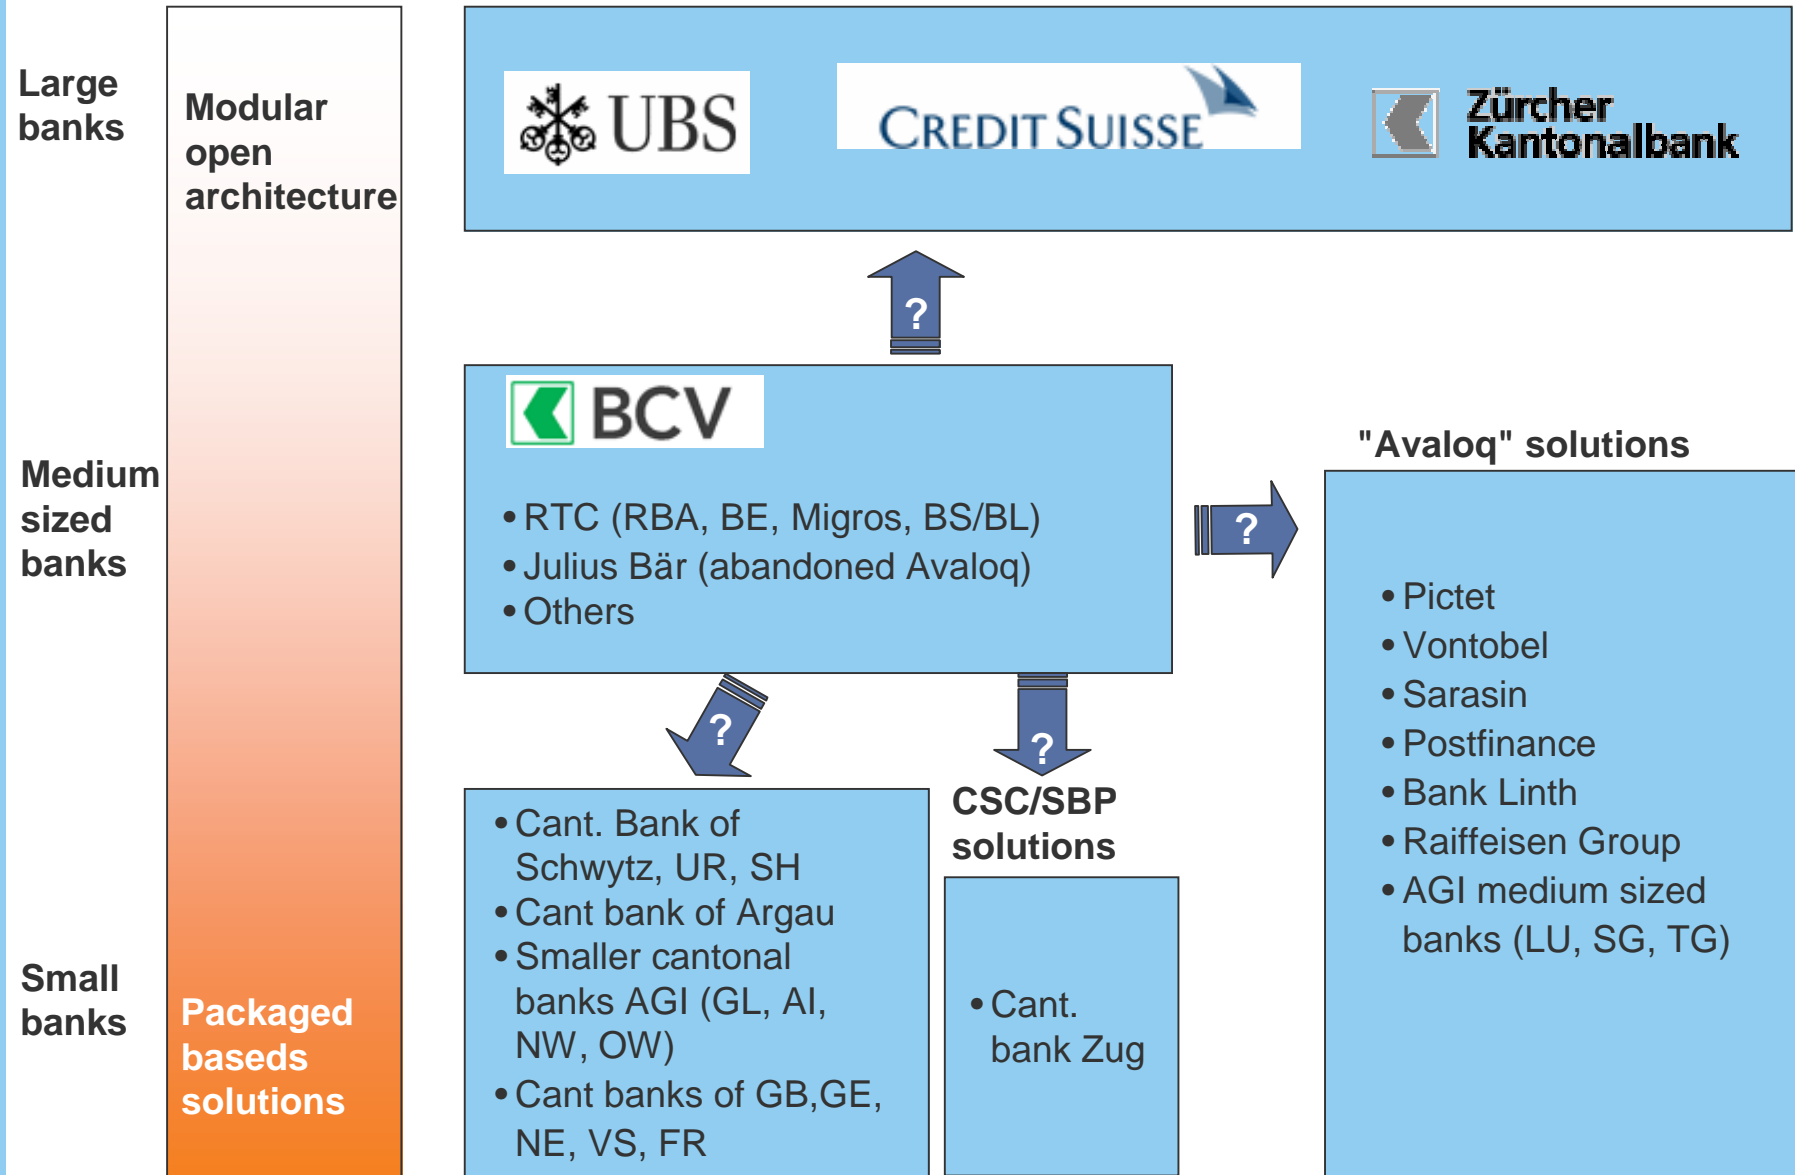 Large
banks
Modular
open
architecture
UBS
CREDIT SUISSE
Zürcher
Kantonalbank
?
BCV
Medium
sized
banks
• RTC (RBA, BE, Migros, BS/BL)
• Julius Bär (abandoned Avaloq)
• Others
?
"Avaloq" solutions
• Pictet
• Vontobel
• Sarasin
• Postfinance
• Bank Linth
• Raiffeisen Group
• AGI medium sized
banks (LU, SG, TG)
?
?
Small
banks
Packaged
baseds
solutions
• Cant. Bank of
Schwytz, UR, SH
• Cant bank of Argau
• Smaller cantonal
banks AGI (GL, AI,
NW, OW)
• Cant banks of GB,GE,
NE, VS, FR
CSC/SBP
solutions
• Cant.
bank Zug